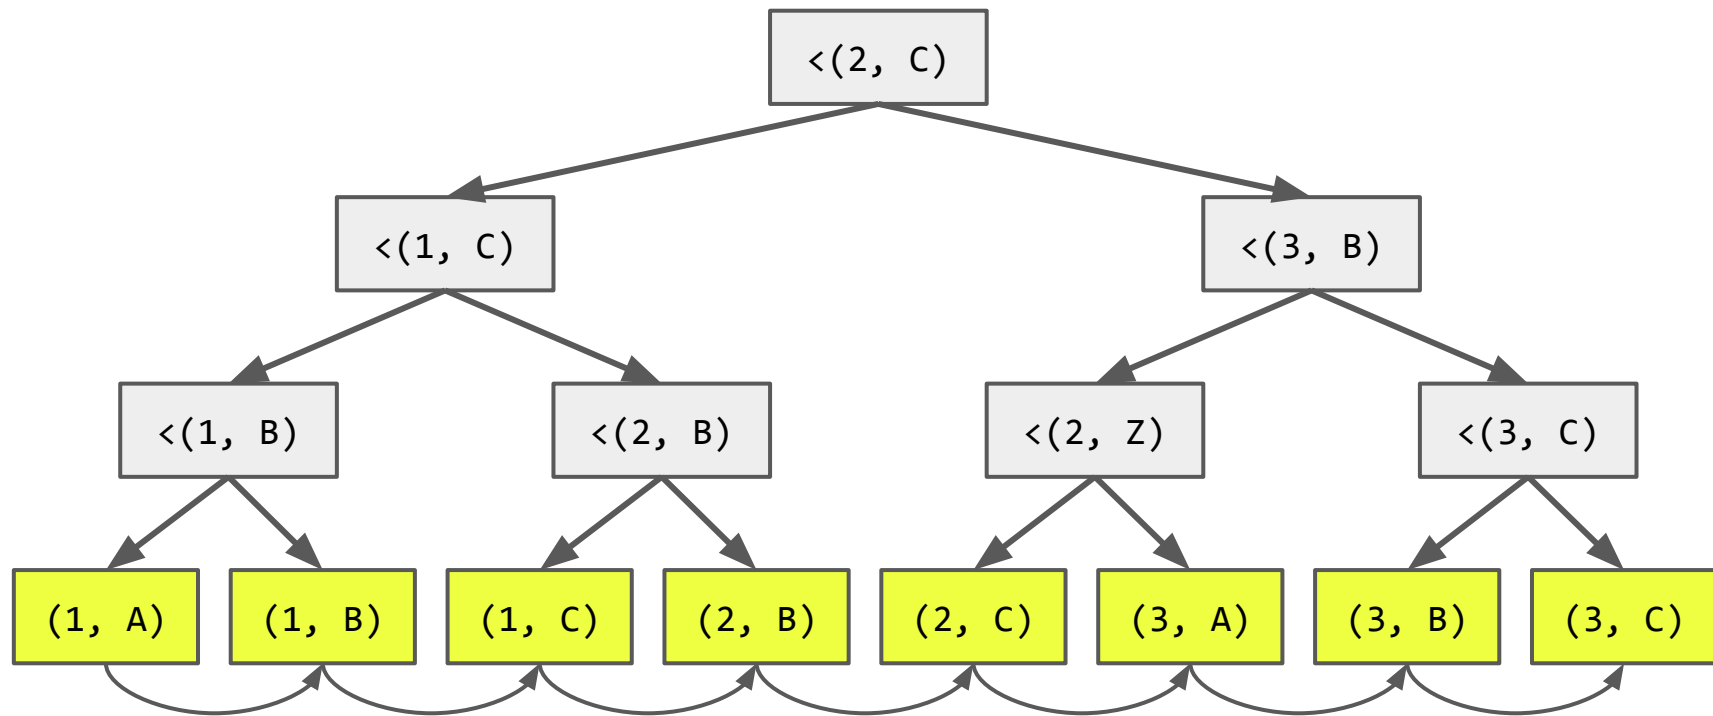 <(2, C)
<(1, C)
<(3, B)
<(1, B)
<(2, B)
<(2, Z)
<(3, C)
(1, A)
(1, B)
(1, C)
(2, B)
(2, C)
(3, A)
(3, B)
(3, C)